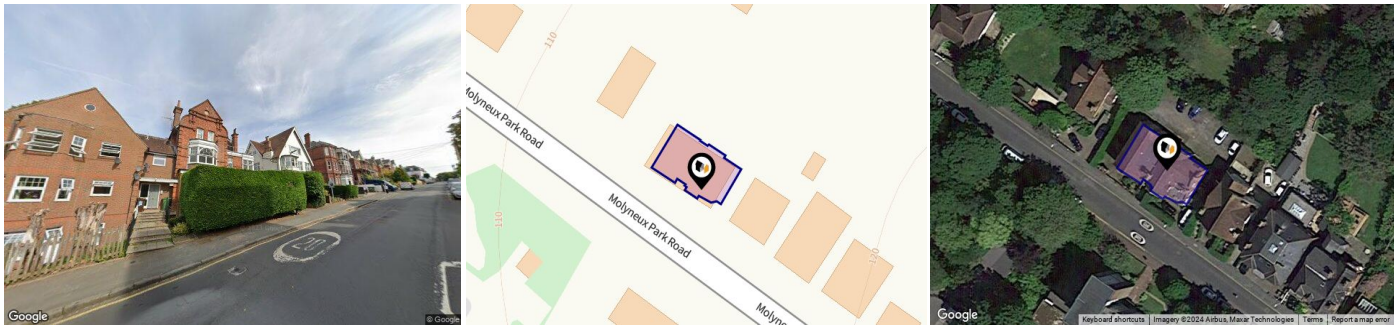 20
Google
© Google
110
Molyneux Park Road
110
Molyneux Park Road
120
Google
Keyboard shortcuts
Imagery ©2024 Airbus, Maxar Technologies
Terms
Report a map error